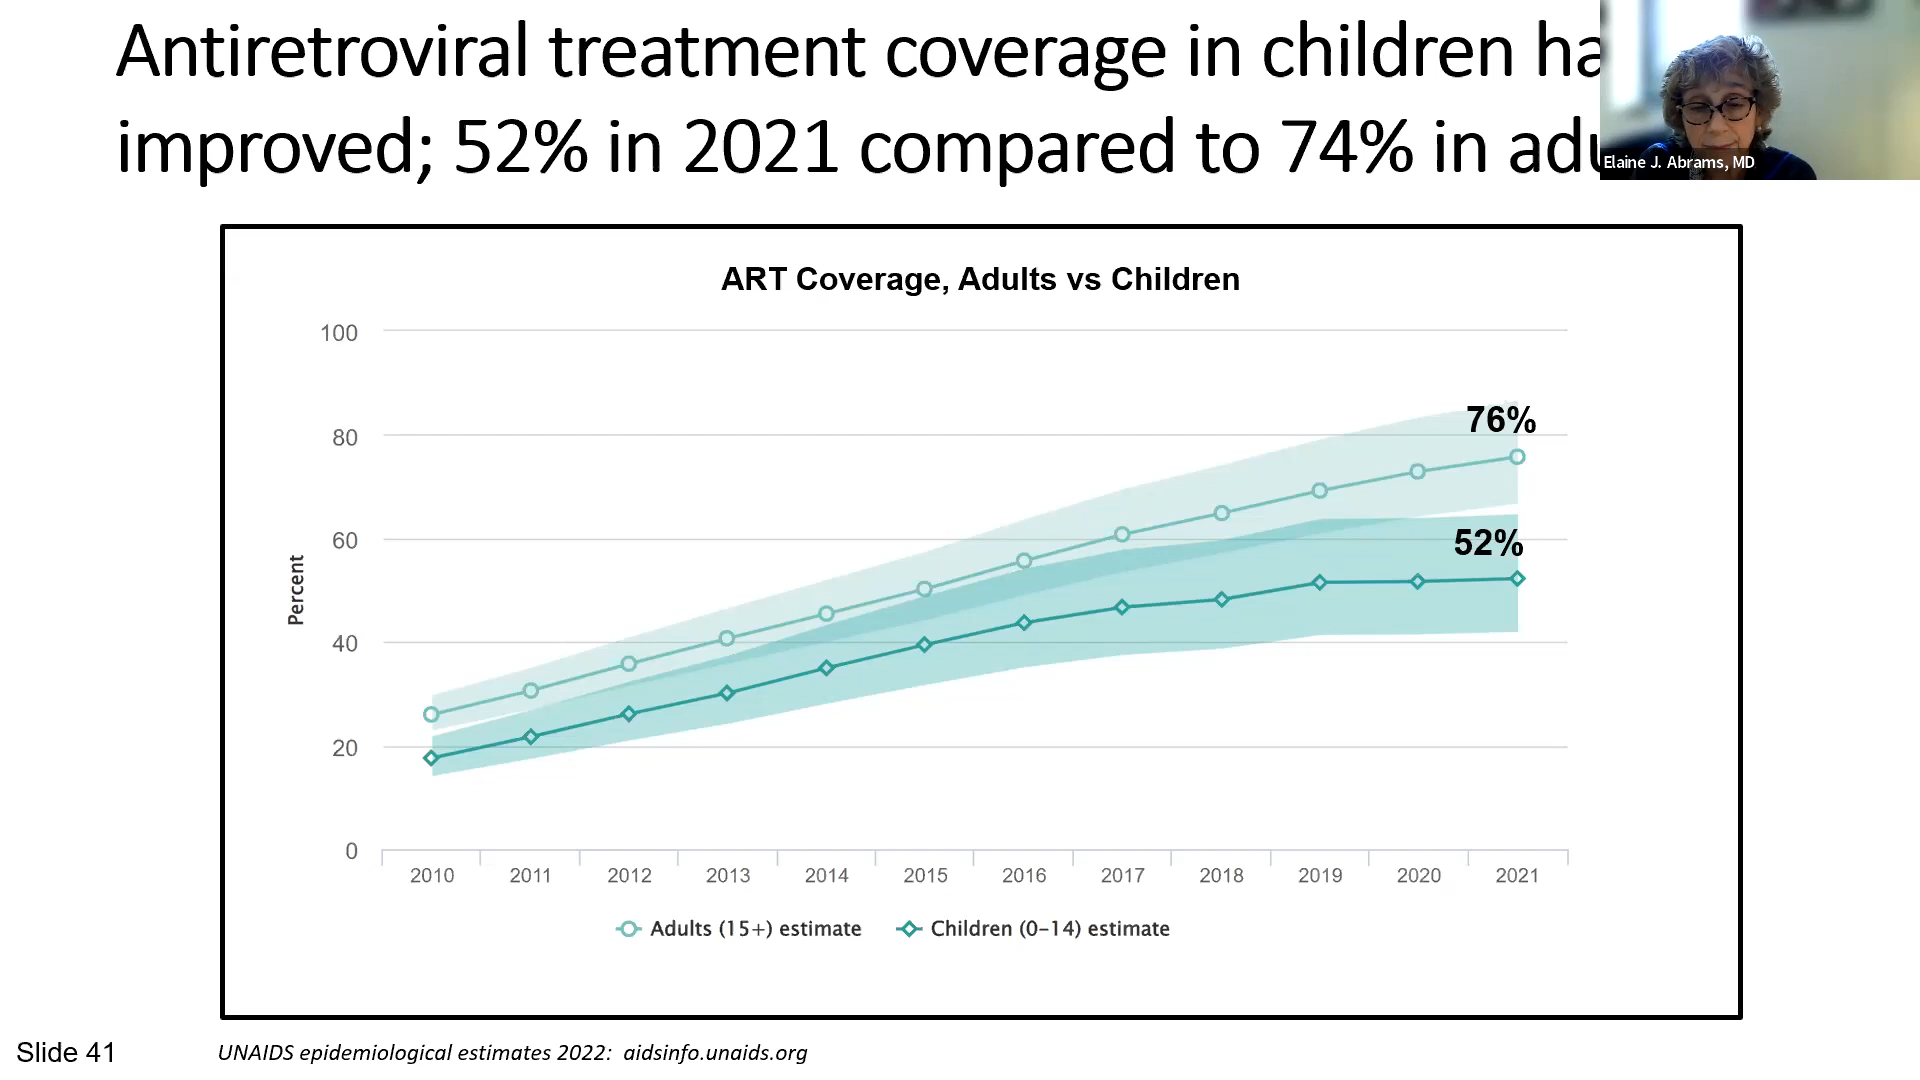 Antiretroviral treatment coverage in children
improved; 52% in 2021 compared to 74% in
Elaine J. Abrams, MD
ART Coverage, Adults vs Children
100
80
60
40
20
0
Percent
76%
52%
2010 2011 2012 2013 2014 2015 2016 2017 2018 2019 2020 2021
Adults (15+) estimate Children (0–14) estimate
Slide 41
UNAIDS epidemiological estimates 2022: aidsinfo.unaids.org